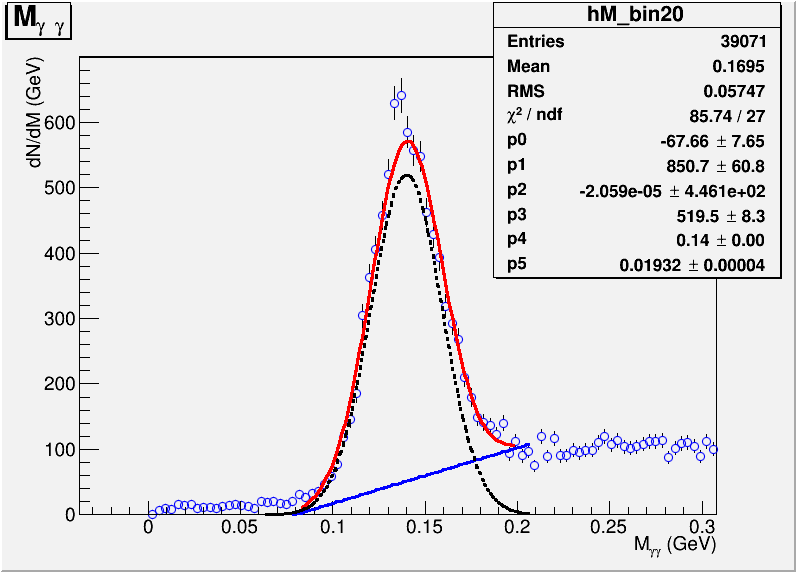 M γ γ
hM_bin20
Entries 39071
Mean 0.1695
RMS 0.05747
χ² / ndf 85.74 / 27
p0 -67.66 ± 7.65
p1 850.7 ± 60.8
p2 -2.059e-05 ± 4.461e+02
p3 519.5 ± 8.3
p4 0.14 ± 0.00
p5 0.01932 ± 0.00004
dN/dM (GeV)
600
500
400
300
200
100
0
0 0.05 0.1 0.15 0.2 0.25 0.3
Mγγ (GeV)